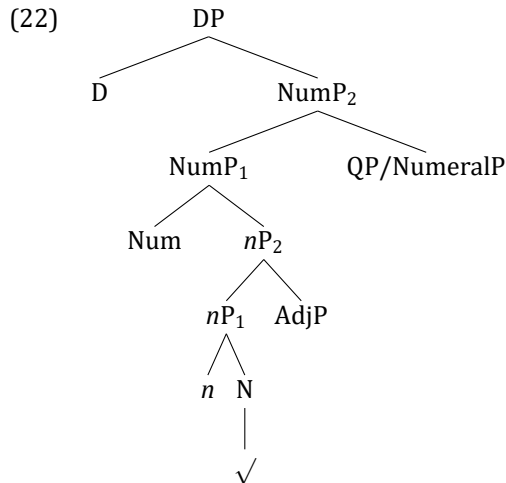 (22) DP
D NumP₂
NumP₁ QP/NumeralP
Num nP₂
nP₁ AdjP
n N
√